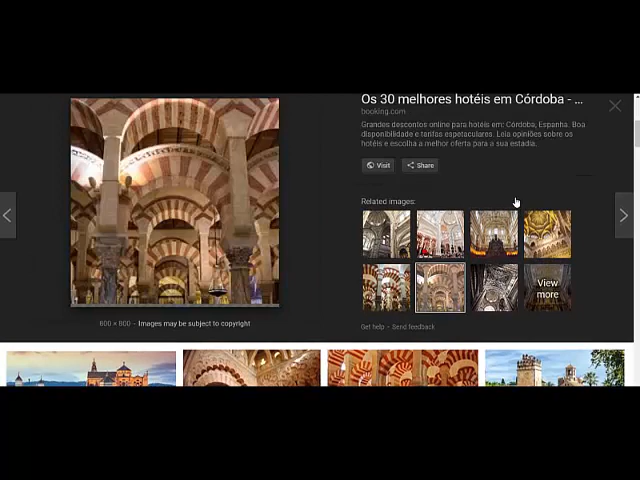 Os 30 melhores hotéis em Córdoba - ...
booking.com
Grandes descontos online para hotéis em: Córdoba, Espanha. Boa
disponibilidade e tarifas espetaculares. Leia opiniões sobre os
hotéis e escolha a melhor oferta para a sua estadia.
Visit
Share
Related images:
View
more
600 × 600 - Images may be subject to copyright
Get help - Send feedback